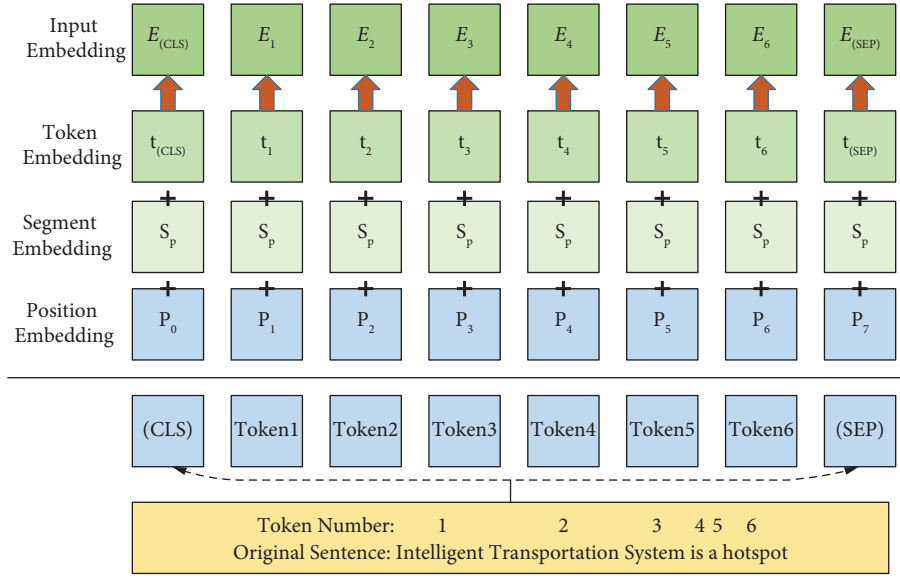 Input Embedding E(CLS) E1 E2 E3 E4 E5 E6 E(SEP)
Token Embedding t(CLS) t1 t2 t3 t4 t5 t6 t(SEP)
+ + + + + + + +
Segment Embedding Sp Sp Sp Sp Sp Sp Sp Sp
+ + + + + + + +
Position Embedding P0 P1 P2 P3 P4 P5 P6 P7
(CLS) Token1 Token2 Token3 Token4 Token5 Token6 (SEP)
Token Number: 1 2 3 4 5 6
Original Sentence: Intelligent Transportation System is a hotspot